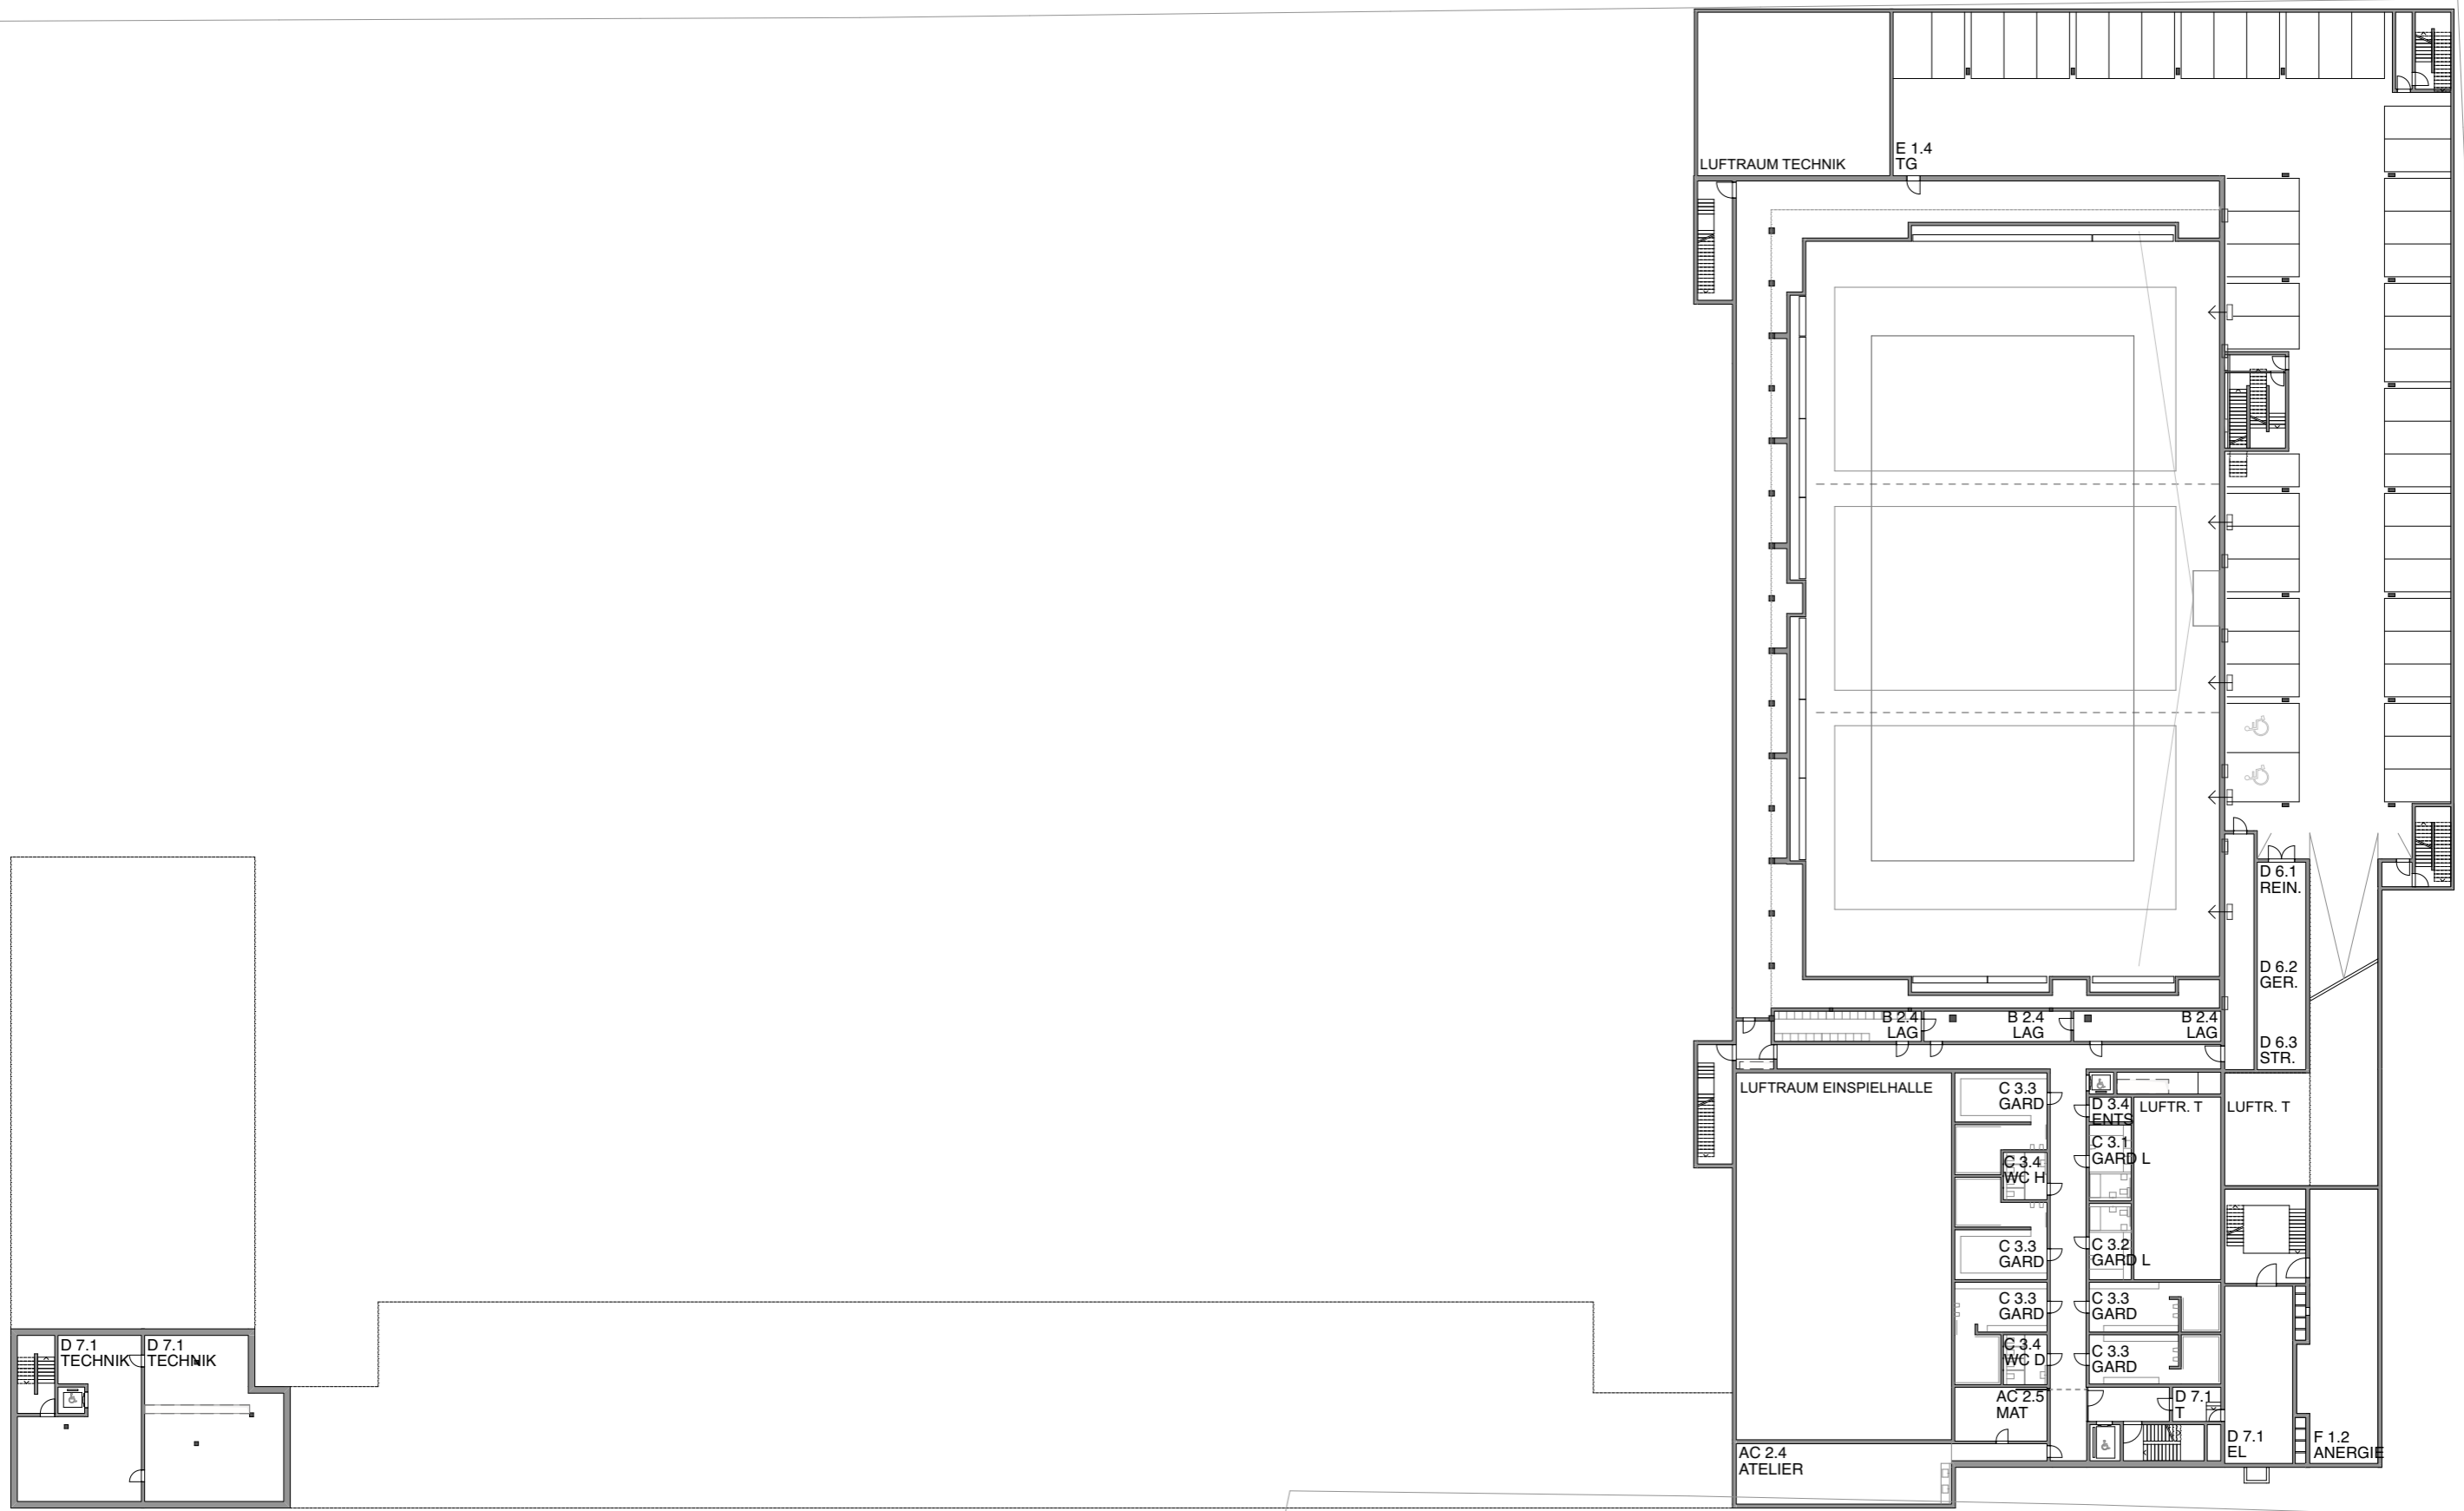 LUFTRAUM TECHNIK
E 1.4
TG
D 6.1
REIN.
D 6.2
GER.
D 6.3
STR.
B 2.4
LAG
B 2.4
LAG
B 2.4
LAG
LUFTRAUM EINSPIELHALLE
C 3.3
GARD
D 3.4
ENTS
LUFTR. T
LUFTR. T
C 3.1
GARD L
C 3.4
WC H
C 3.3
GARD
C 3.2
GARD L
C 3.3
GARD
C 3.3
GARD
C 3.4
WC D
C 3.3
GARD
D 7.1
TECHNIK
D 7.1
TECHNIK
AC 2.5
MAT
D 7.1
T
D 7.1
EL
F 1.2
ANERGIE
AC 2.4
ATELIER